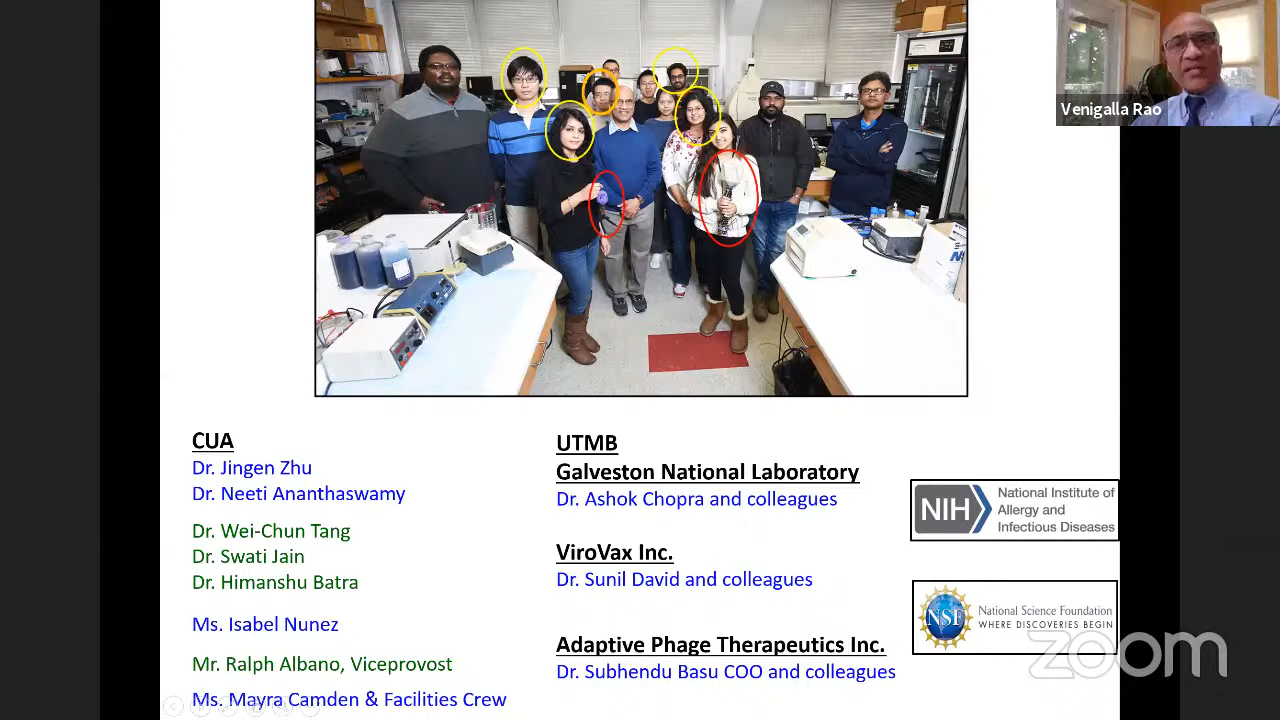 Venigalla Rao
CUA
Dr. Jingen Zhu
Dr. Neeti Ananthaswamy
Dr. Wei-Chun Tang
Dr. Swati Jain
Dr. Himanshu Batra
Ms. Isabel Nunez
Mr. Ralph Albano, Viceprovost
Ms. Mayra Camden & Facilities Crew
UTMB
Galveston National Laboratory
Dr. Ashok Chopra and colleagues
ViroVax Inc.
Dr. Sunil David and colleagues
Adaptive Phage Therapeutics Inc.
Dr. Subhendu Basu COO and colleagues
NIH
National Institute of
Allergy and
Infectious Diseases
NSF
National Science Foundation
WHERE DISCOVERIES BEGIN
zoom